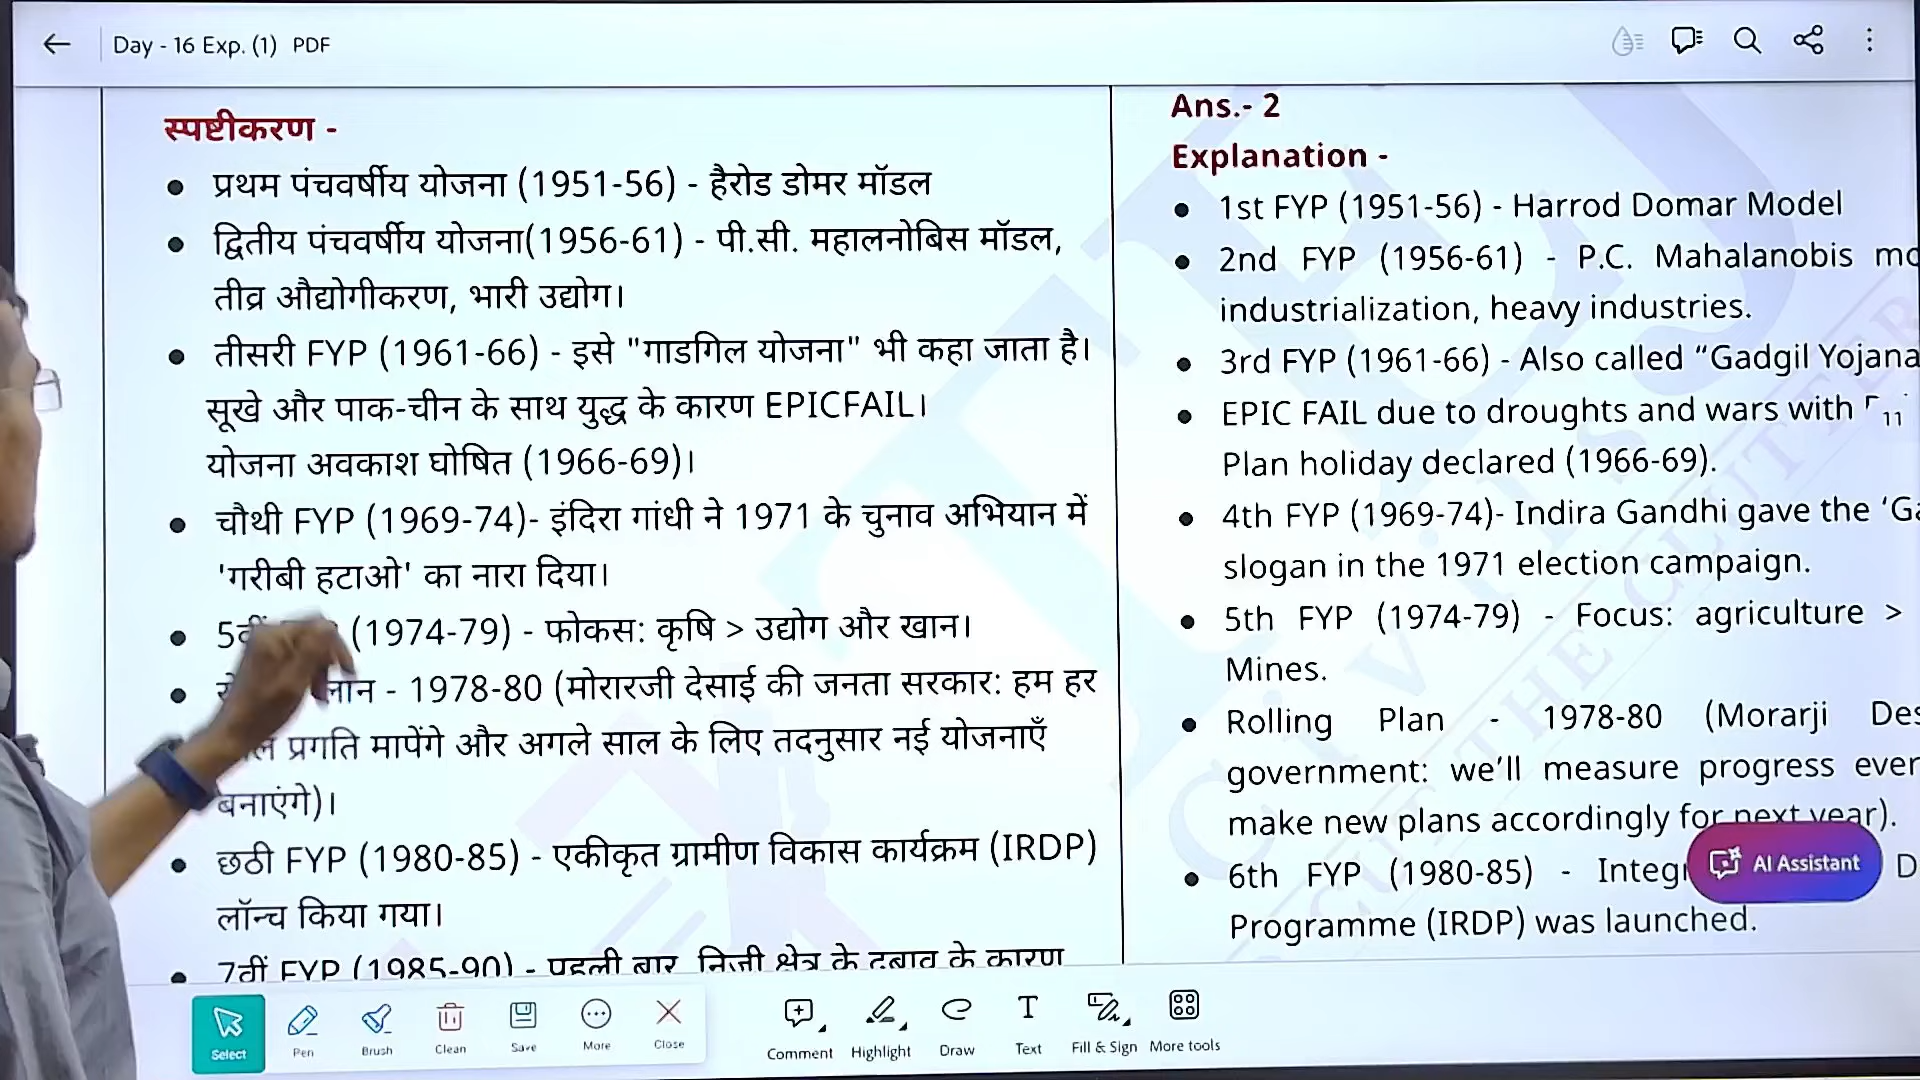 Day - 16 Exp. (1) PDF
स्पष्टीकरण -
प्रथम पंचवर्षीय योजना (1951-56) - हैरोड डोमर मॉडल
द्वितीय पंचवर्षीय योजना(1956-61) - पी.सी. महालनोबिस मॉडल,
तीव्र औद्योगीकरण, भारी उद्योग।
तीसरी FYP (1961-66) - इसे "गाडगिल योजना" भी कहा जाता है।
सूखे और पाक-चीन के साथ युद्ध के कारण EPICFAIL।
योजना अवकाश घोषित (1966-69)।
चौथी FYP (1969-74)- इंदिरा गांधी ने 1971 के चुनाव अभियान में
'गरीबी हटाओ' का नारा दिया।
(1974-79) - फोकस: कृषि > उद्योग और खान।
- 1978-80 (मोरारजी देसाई की जनता सरकार: हम हर
प्रगति मापेंगे और अगले साल के लिए तदनुसार नई योजनाएँ
बनाएंगे)।
छठी FYP (1980-85) - एकीकृत ग्रामीण विकास कार्यक्रम (IRDP)
लॉन्च किया गया।
7वीं FYP (1985-90) - पहली बार, निजी क्षेत्र के दबाव के कारण
Ans.- 2
Explanation -
1st FYP (1951-56) - Harrod Domar Model
2nd FYP (1956-61) - P.C. Mahalanobis
industrialization, heavy industries.
3rd FYP (1961-66) - Also called “Gadgil Yojana
EPIC FAIL due to droughts and wars with
Plan holiday declared (1966-69).
4th FYP (1969-74)- Indira Gandhi gave the
slogan in the 1971 election campaign.
5th FYP (1974-79) - Focus: agriculture >
Mines.
Rolling Plan - 1978-80 (Morarji
government: we’ll measure progress
make new plans accordingly for next year).
6th FYP (1980-85) -
Programme (IRDP) was launched.
AI Assistant
Select Pen Brush Clean Save More Close
Comment Highlight Draw Text Fill & Sign More tools